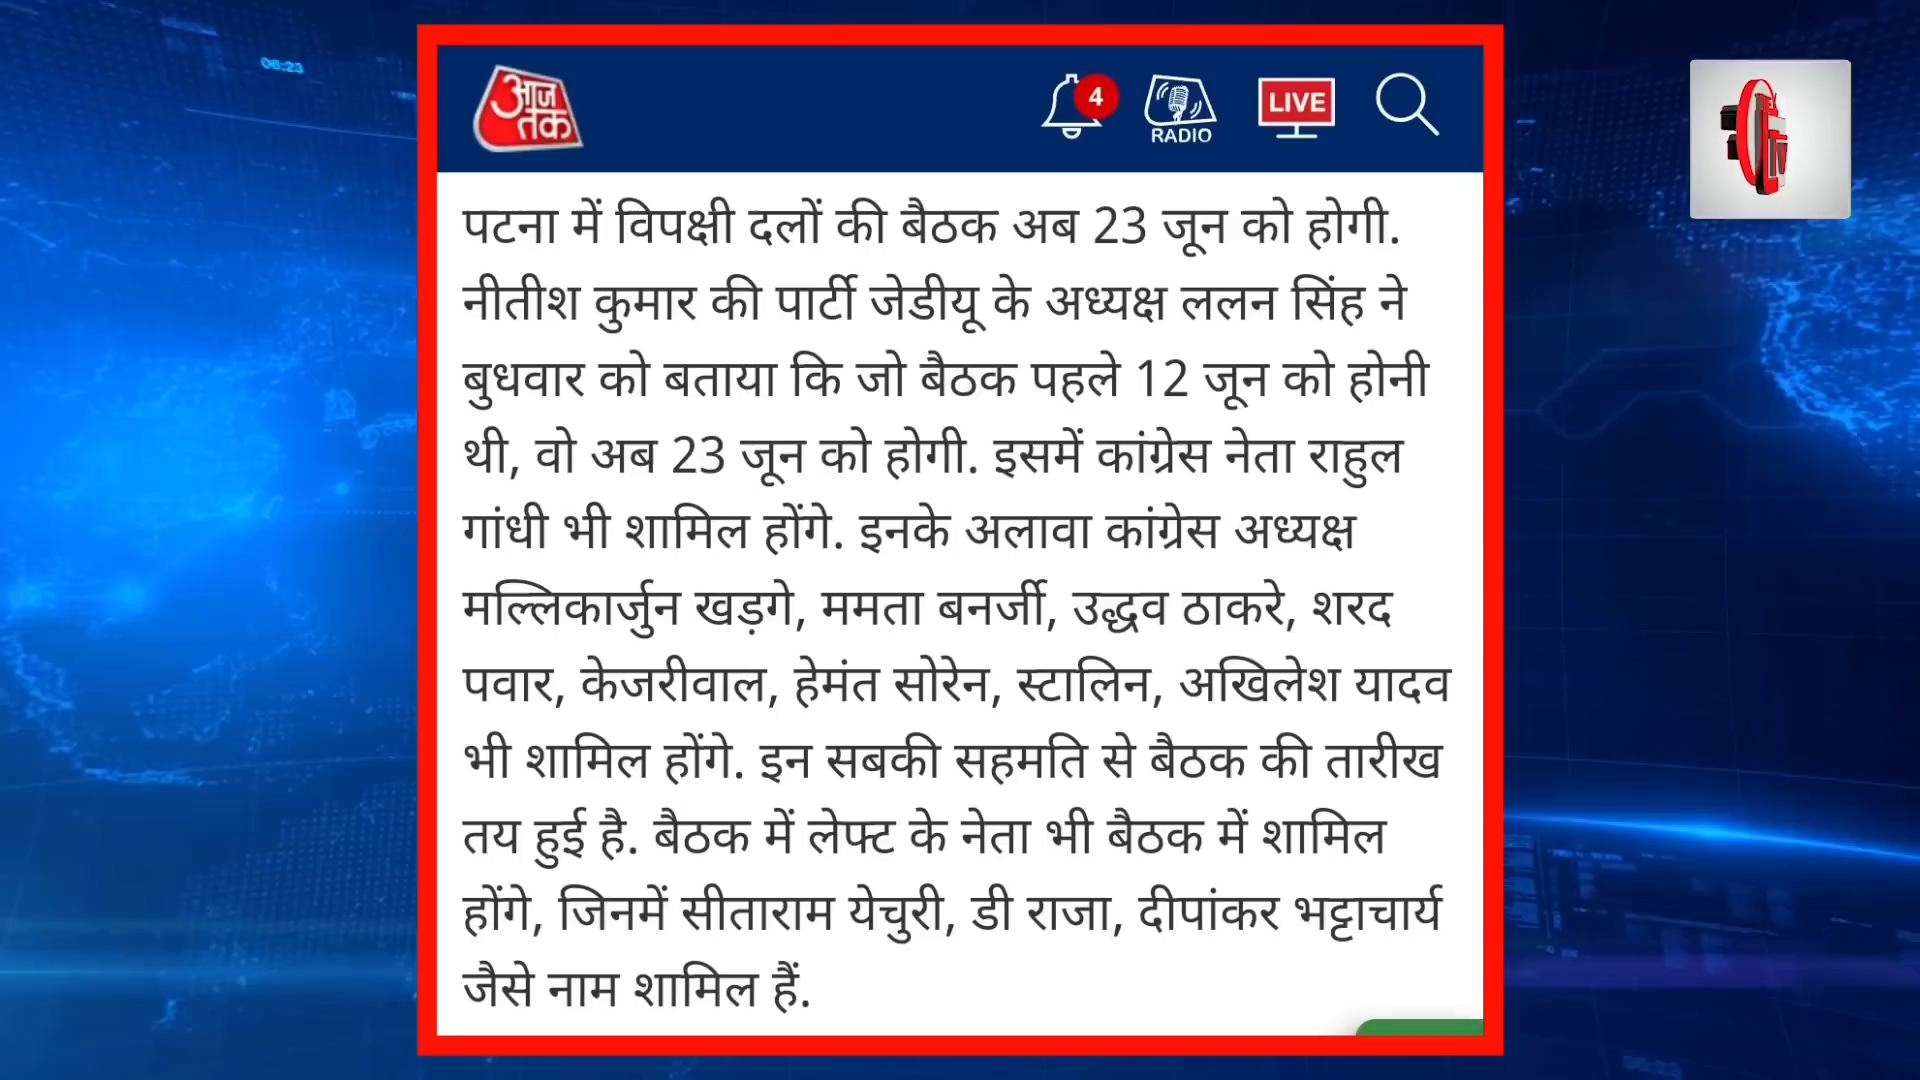 06:23
आज
तक
4
RADIO
LIVE
पटना में विपक्षी दलों की बैठक अब 23 जून को होगी.
नीतीश कुमार की पार्टी जेडीयू के अध्यक्ष ललन सिंह ने
बुधवार को बताया कि जो बैठक पहले 12 जून को होनी
थी, वो अब 23 जून को होगी. इसमें कांग्रेस नेता राहुल
गांधी भी शामिल होंगे. इनके अलावा कांग्रेस अध्यक्ष
मल्लिकार्जुन खड़गे, ममता बनर्जी, उद्धव ठाकरे, शरद
पवार, केजरीवाल, हेमंत सोरेन, स्टालिन, अखिलेश यादव
भी शामिल होंगे. इन सबकी सहमति से बैठक की तारीख
तय हुई है. बैठक में लेफ्ट के नेता भी बैठक में शामिल
होंगे, जिनमें सीताराम येचुरी, डी राजा, दीपांकर भट्टाचार्य
जैसे नाम शामिल हैं.